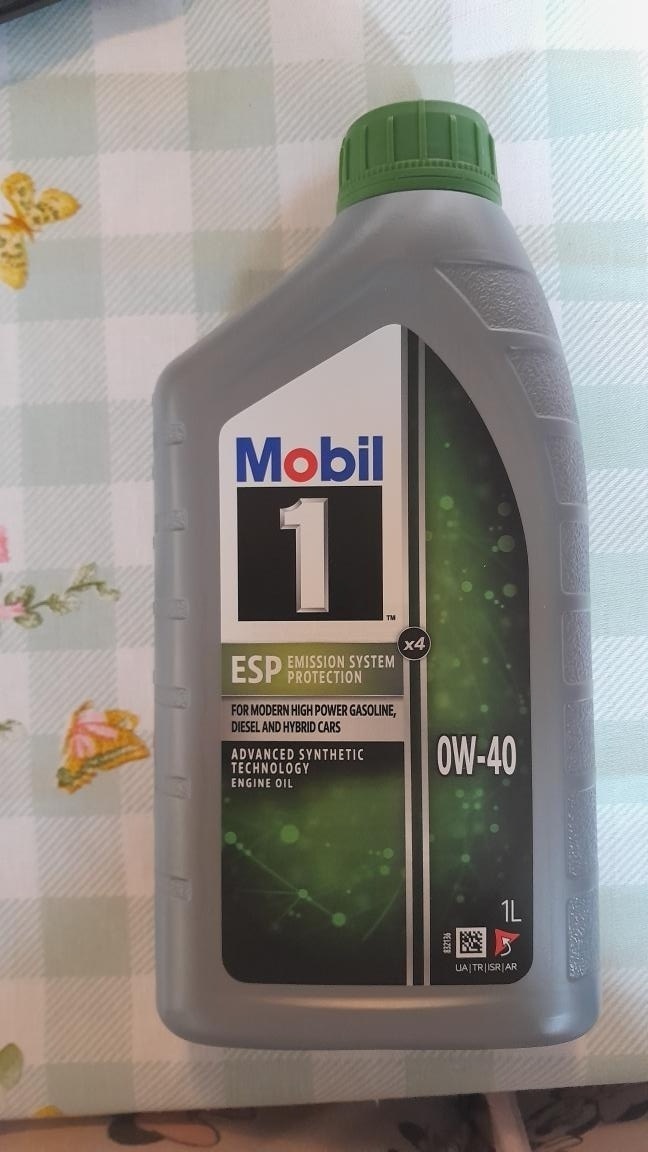 Mobil
1
™
x4
ESP EMISSION SYSTEM
PROTECTION
FOR MODERN HIGH POWER GASOLINE,
DIESEL AND HYBRID CARS
ADVANCED SYNTHETIC
TECHNOLOGY
ENGINE OIL
0W-40
1L
832136
UA|TR|ISR|AR